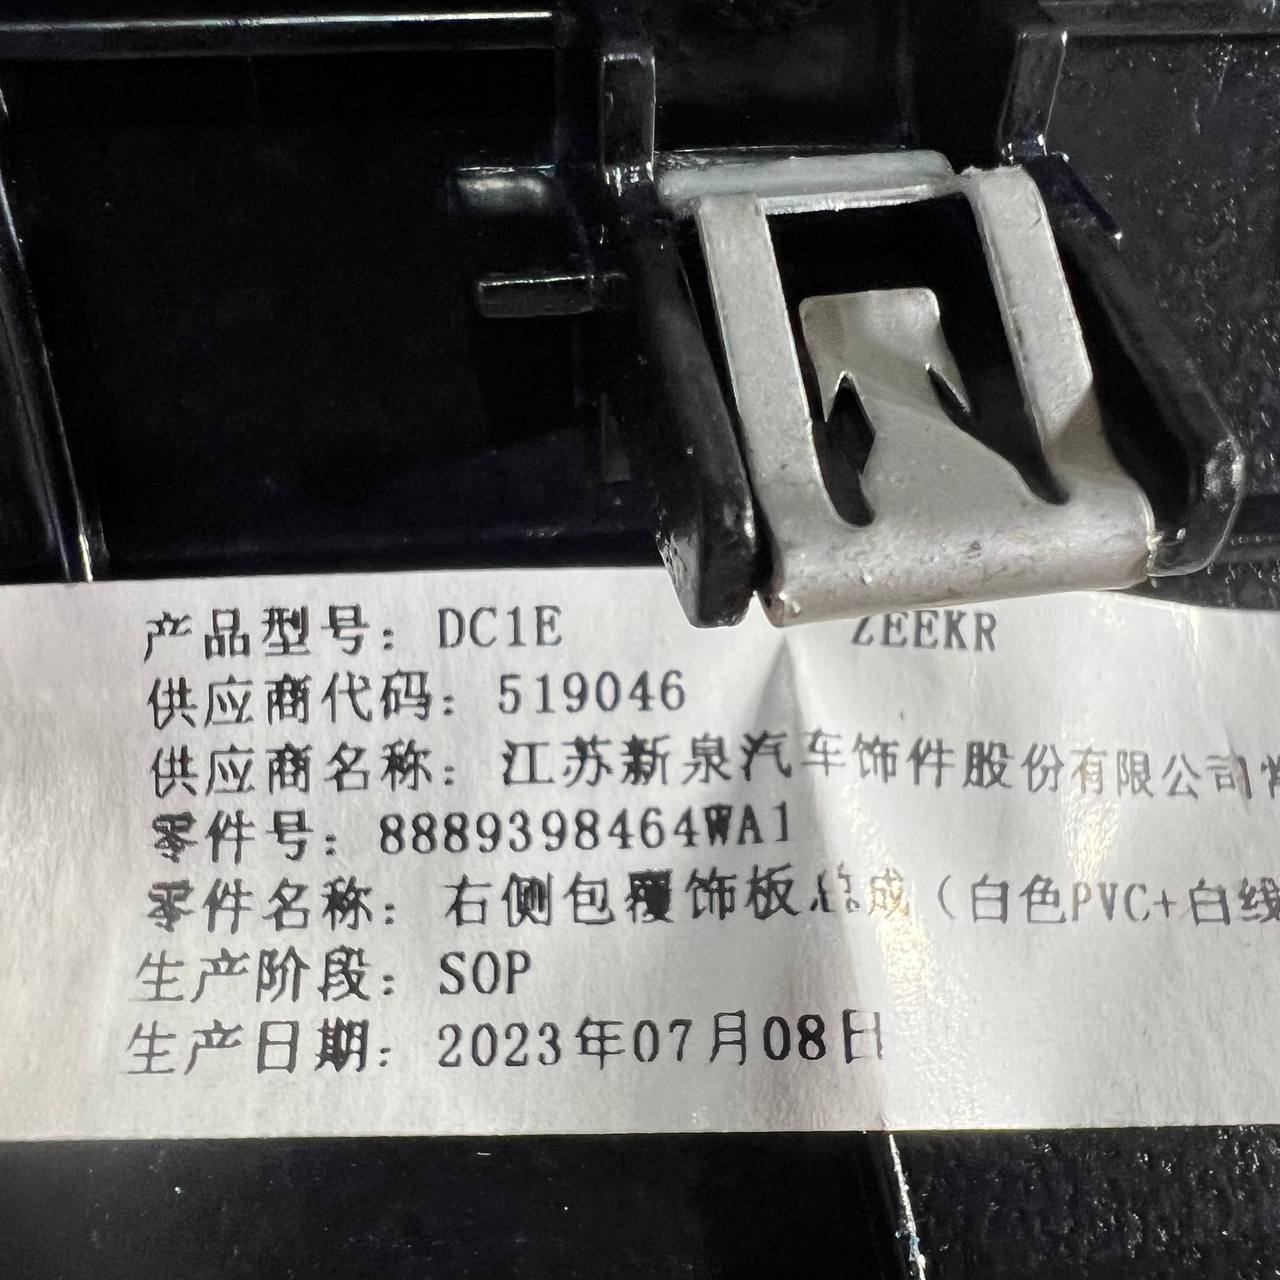 产品型号：DC1E ZEEKR
供应商代码：519046
供应商名称：江苏新泉汽车饰件股份有限公司
零件号：8889398464WA1
零件名称：右侧包覆饰板总成（白色PVC+白线
生产阶段：SOP
生产日期：2023年07月08日